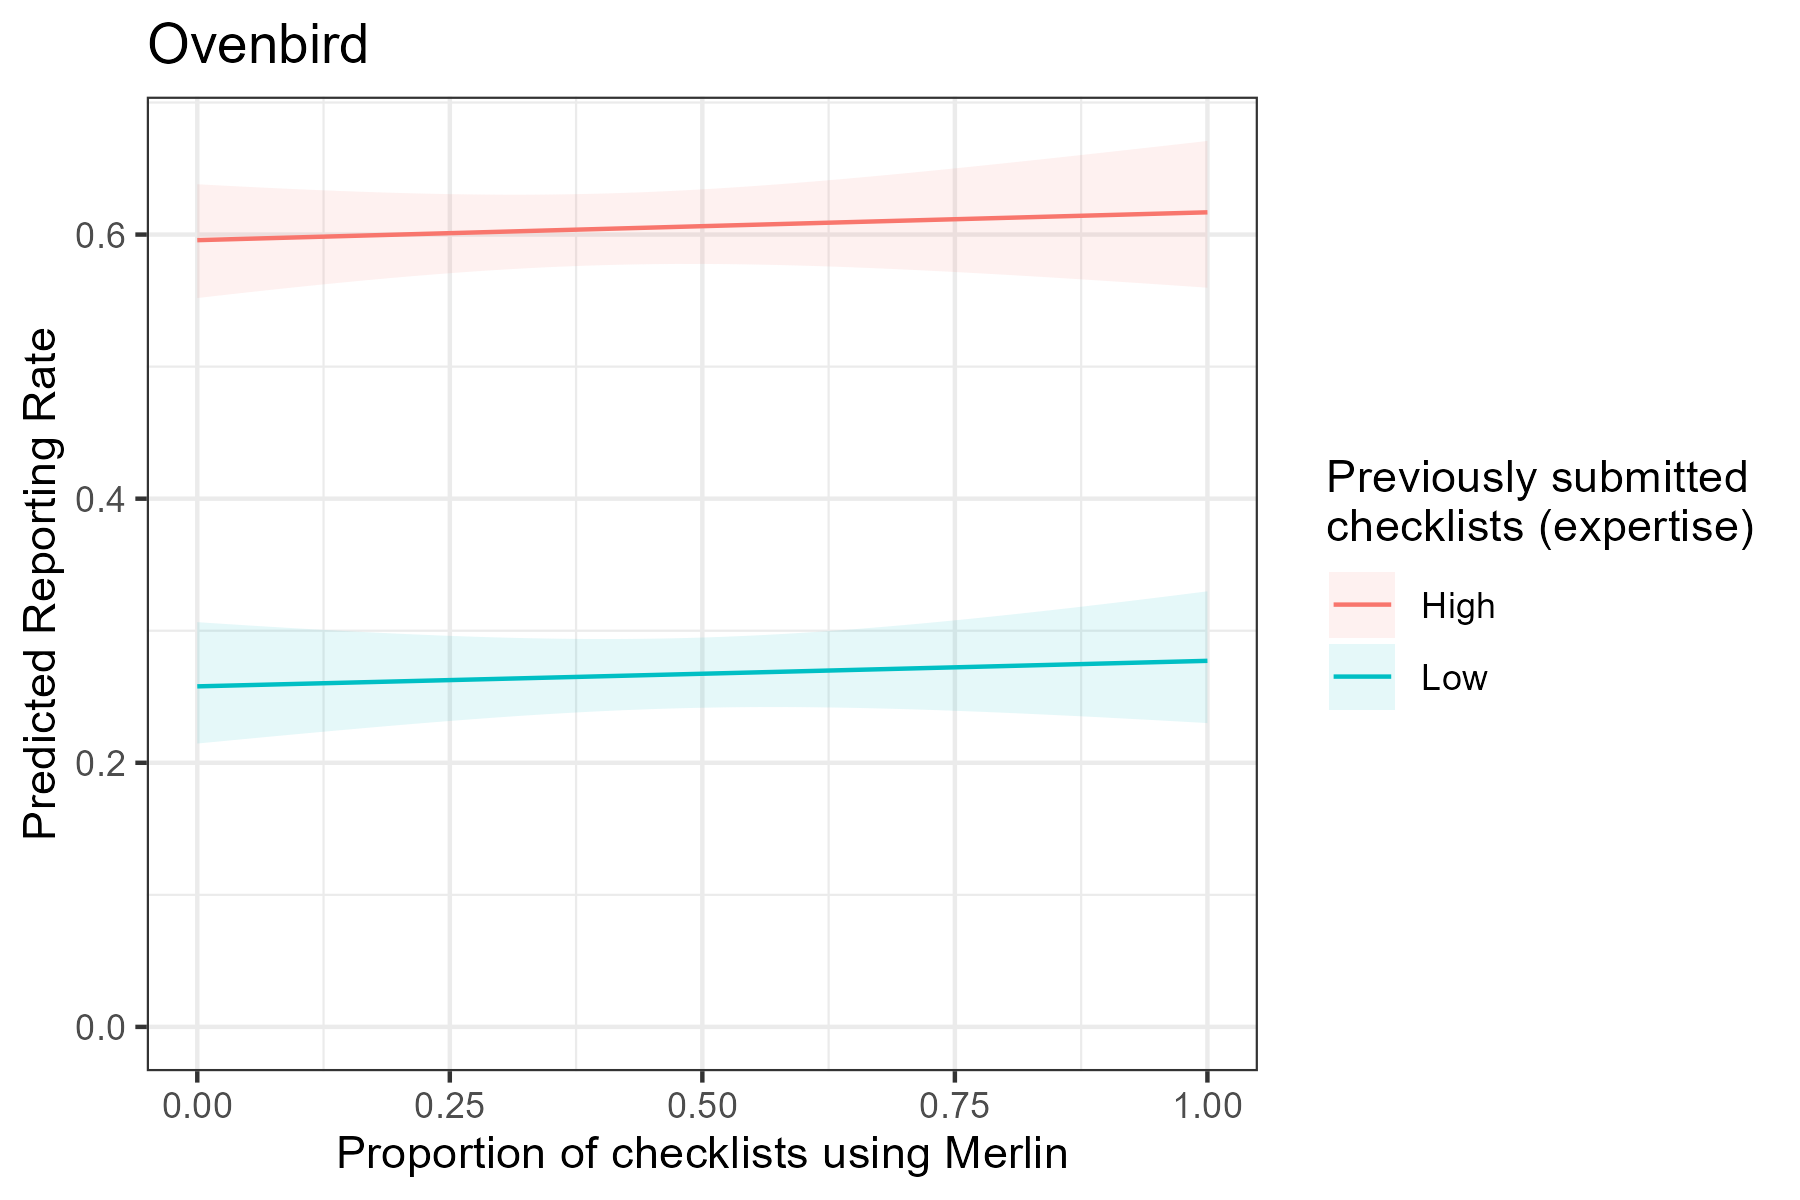 Ovenbird
Predicted Reporting Rate
0.6
0.4
0.2
0.0
0.00 0.25 0.50 0.75 1.00
Proportion of checklists using Merlin
Previously submitted
checklists (expertise)
High
Low